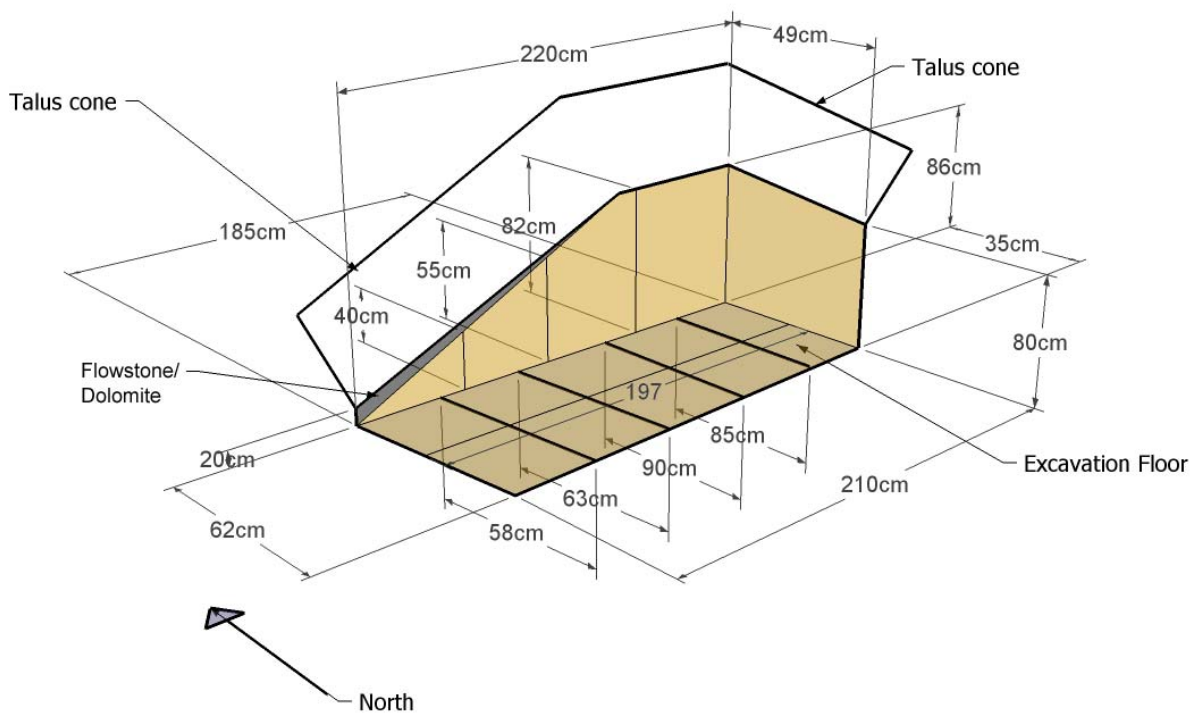 220cm
49cm
Talus cone
Talus cone
86cm
82cm
185cm
35cm
55cm
40cm
80cm
Flowstone/
Dolomite
197
85cm
20cm
90cm
Excavation Floor
63cm
210cm
62cm
58cm
North